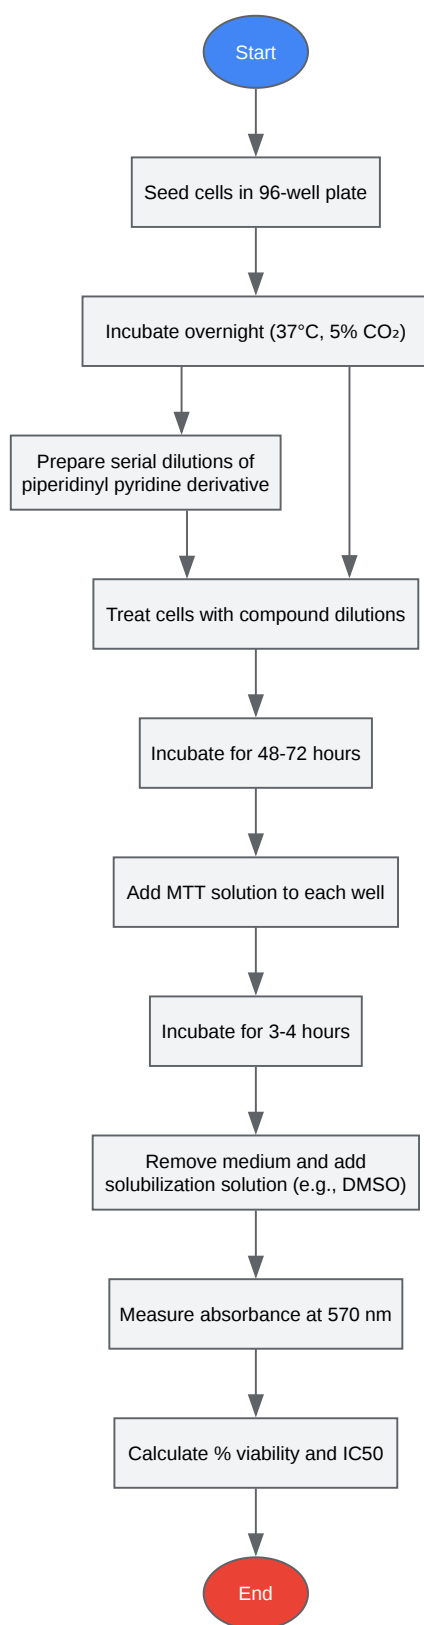 Start
Seed cells in 96-well plate
Incubate overnight (37°C, 5% CO₂)
Prepare serial dilutions of
piperidinyl pyridine derivative
Treat cells with compound dilutions
Incubate for 48-72 hours
Add MTT solution to each well
Incubate for 3-4 hours
Remove medium and add
solubilization solution (e.g., DMSO)
Measure absorbance at 570 nm
Calculate % viability and IC50
End